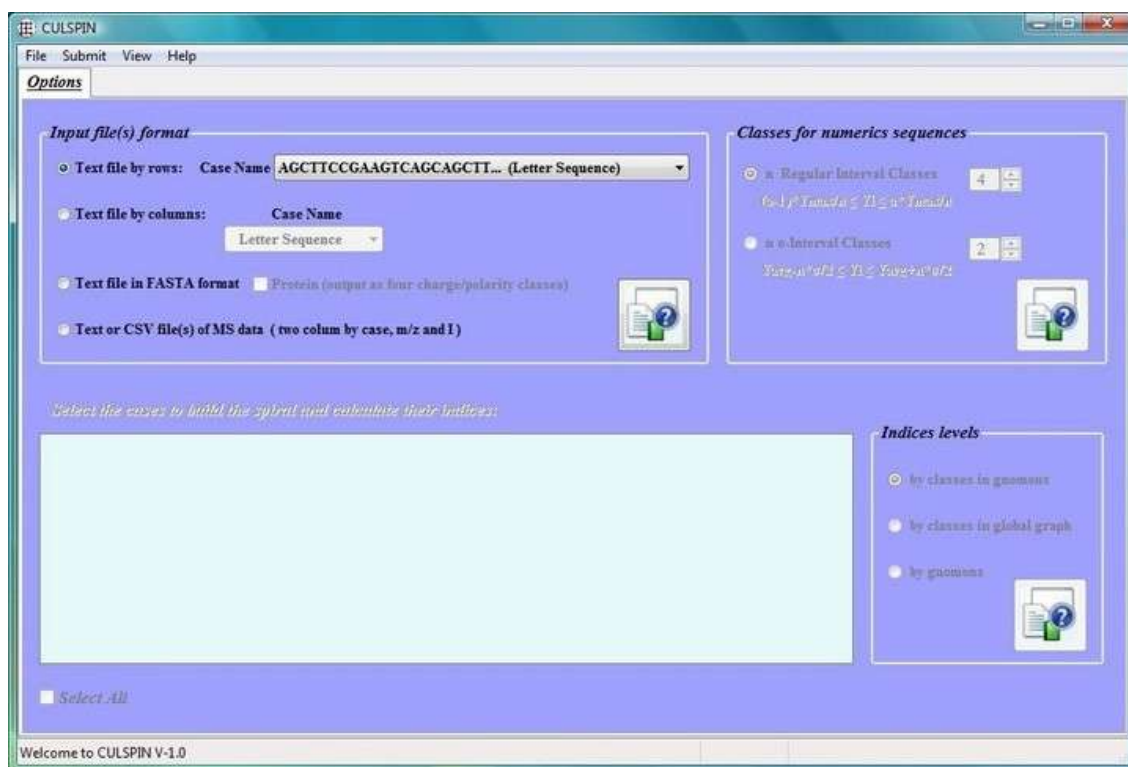 CULSPIN
File Submit View Help
Options
Input file(s) format
Text file by rows: Case Name AGCTTCCGAAGTCAGCAGCTT... (Letter Sequence)
Text file by columns: Case Name
Letter Sequence
Text file in FASTA format Protein (output as four charge/polarity classes)
Text or CSV file(s) of MS data ( two colum by case, m/z and I )
Classes for numerics sequences
n Regular Interval Classes 4
n σ-Interval Classes 2
Select the cases to build the spiral and calculate their indices:
Indices levels
by classes in gnomons
by classes in global graph
by gnomons
Select All
Welcome to CULSPIN V-1.0